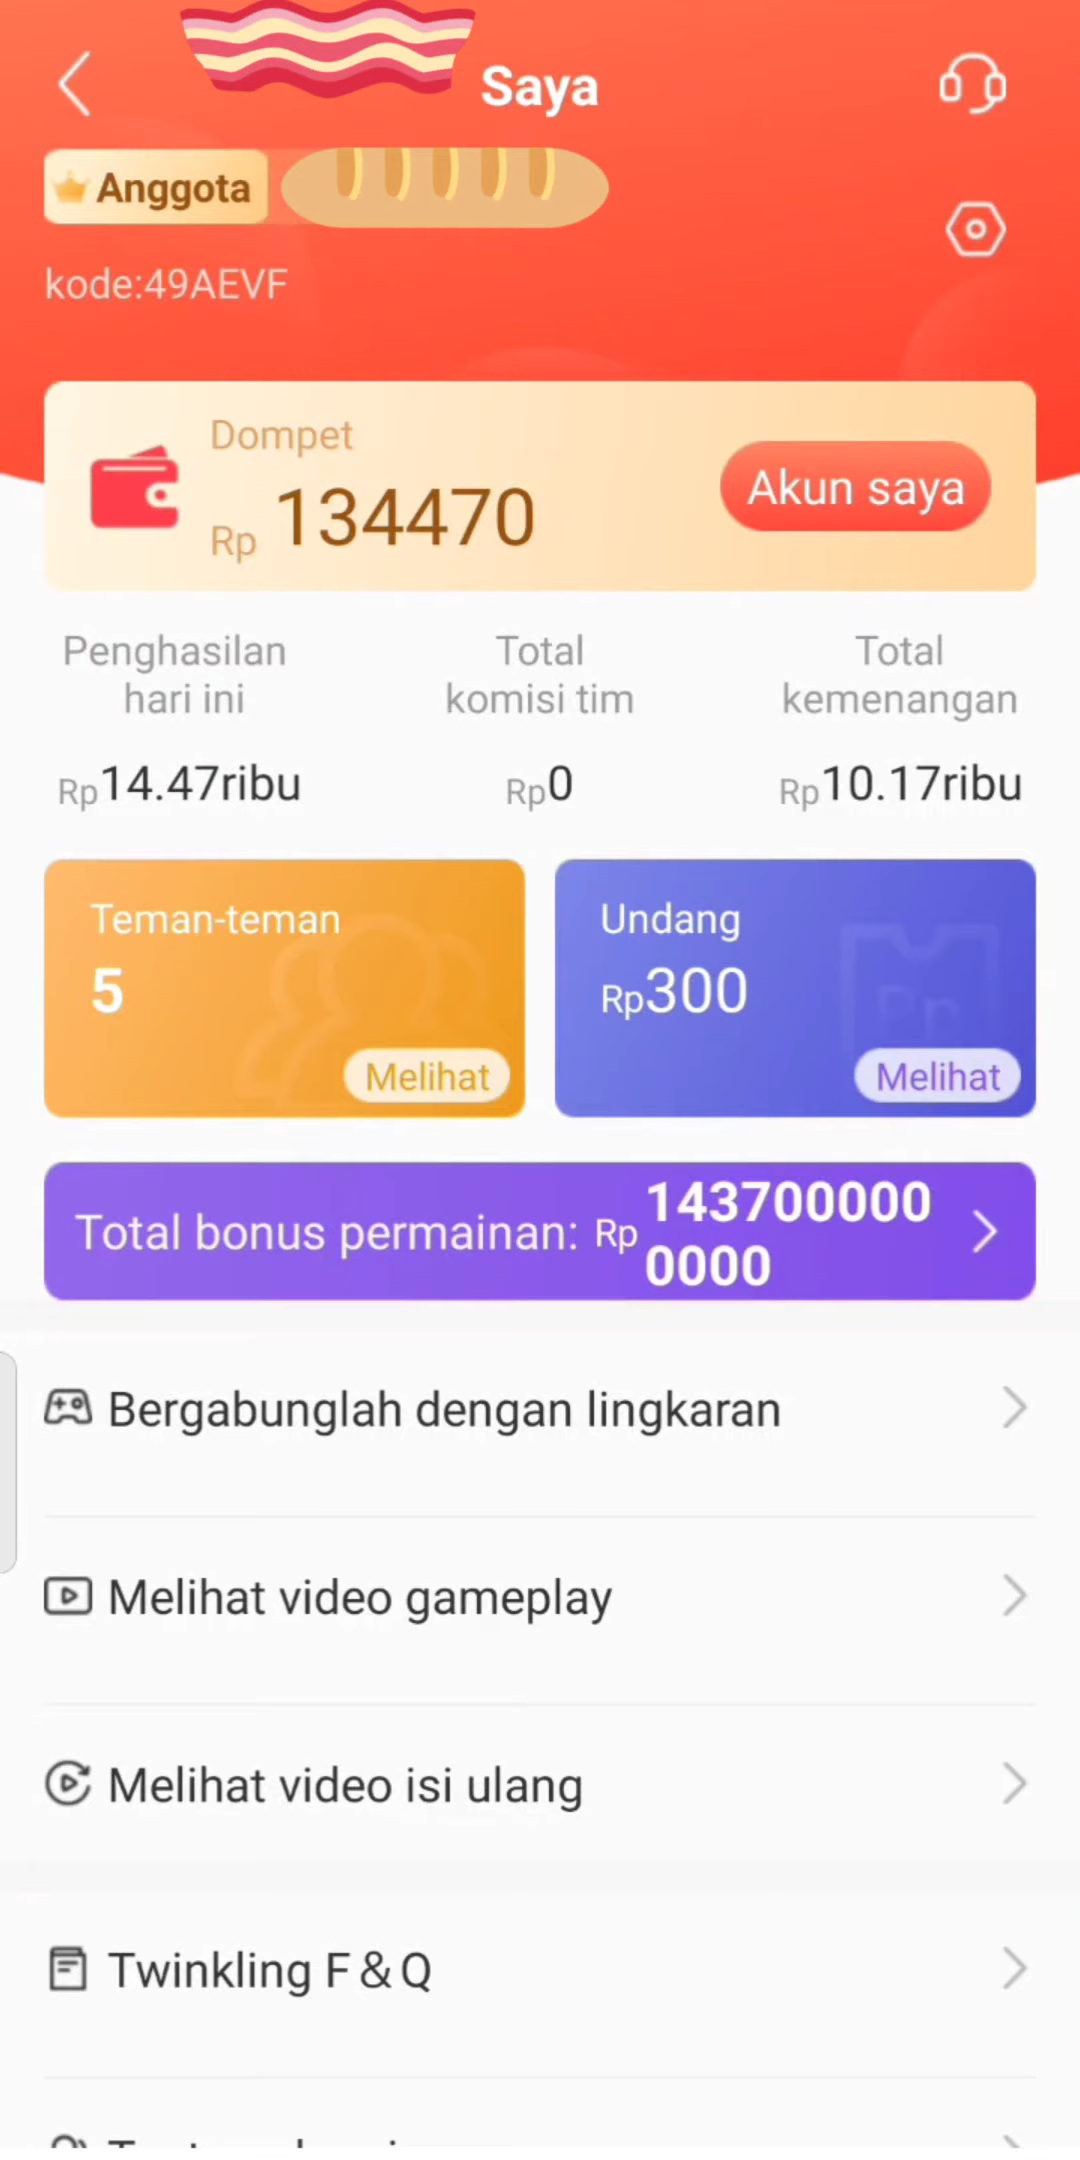 Saya
Anggota
kode:49AEVF
Dompet
Rp 134470
Akun saya
Penghasilan
hari ini
Rp14.47ribu
Total
komisi tim
Rp0
Total
kemenangan
Rp10.17ribu
Teman-teman
5
Melihat
Undang
Rp300
Melihat
Total bonus permainan: Rp 143700000
0000
Bergabunglah dengan lingkaran
Melihat video gameplay
Melihat video isi ulang
Twinkling F & Q